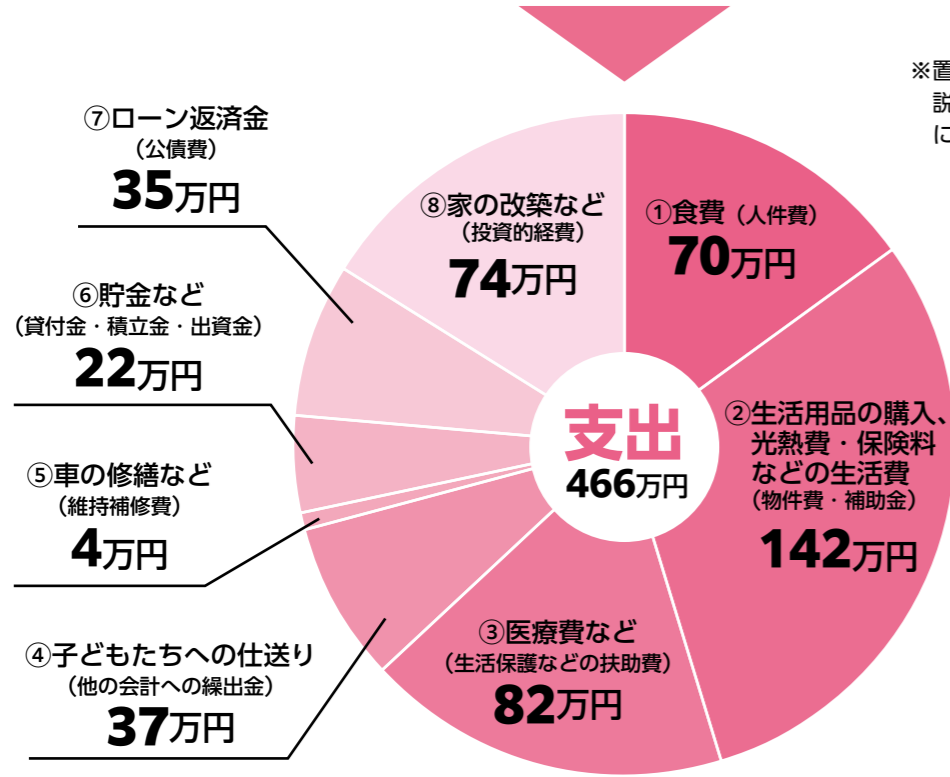 ※置
説
に
⑦ローン返済金
(公債費)
35万円
⑧家の改築など
(投資的経費)
74万円
①食費(人件費)
70万円
⑥貯金など
(貸付金・積立金・出資金)
22万円
支出
466万円
②生活用品の購入、
光熱費・保険料
などの生活費
(物件費・補助金)
142万円
⑤車の修繕など
(維持補修費)
4万円
③医療費など
(生活保護などの扶助費)
82万円
④子どもたちへの仕送り
(他の会計への繰出金)
37万円